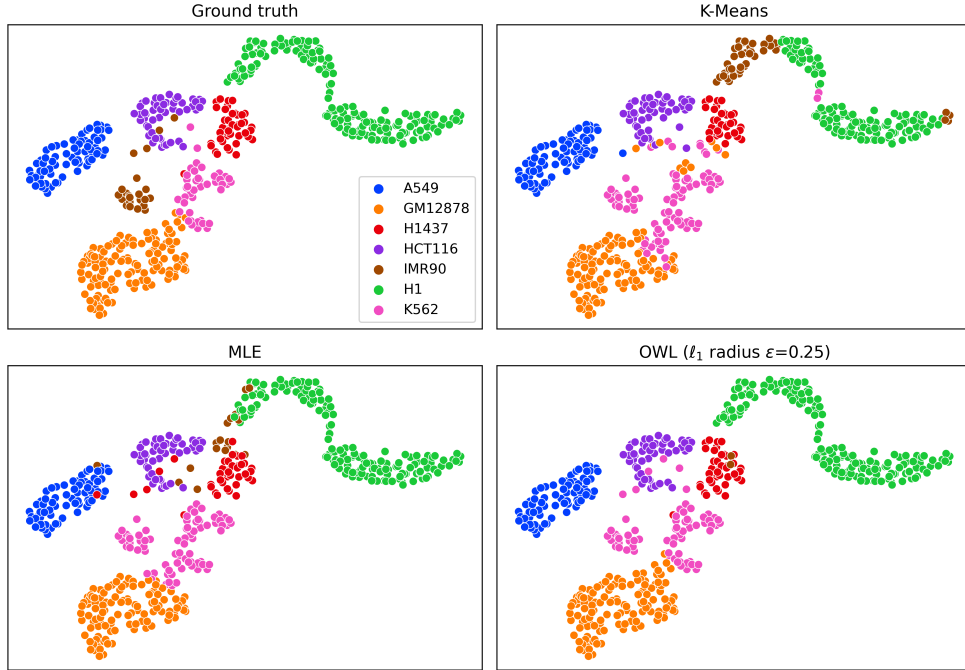 Ground truth
K-Means
A549
GM12878
H1437
HCT116
IMR90
H1
K562
MLE
OWL (ℓ₁ radius ϵ=0.25)